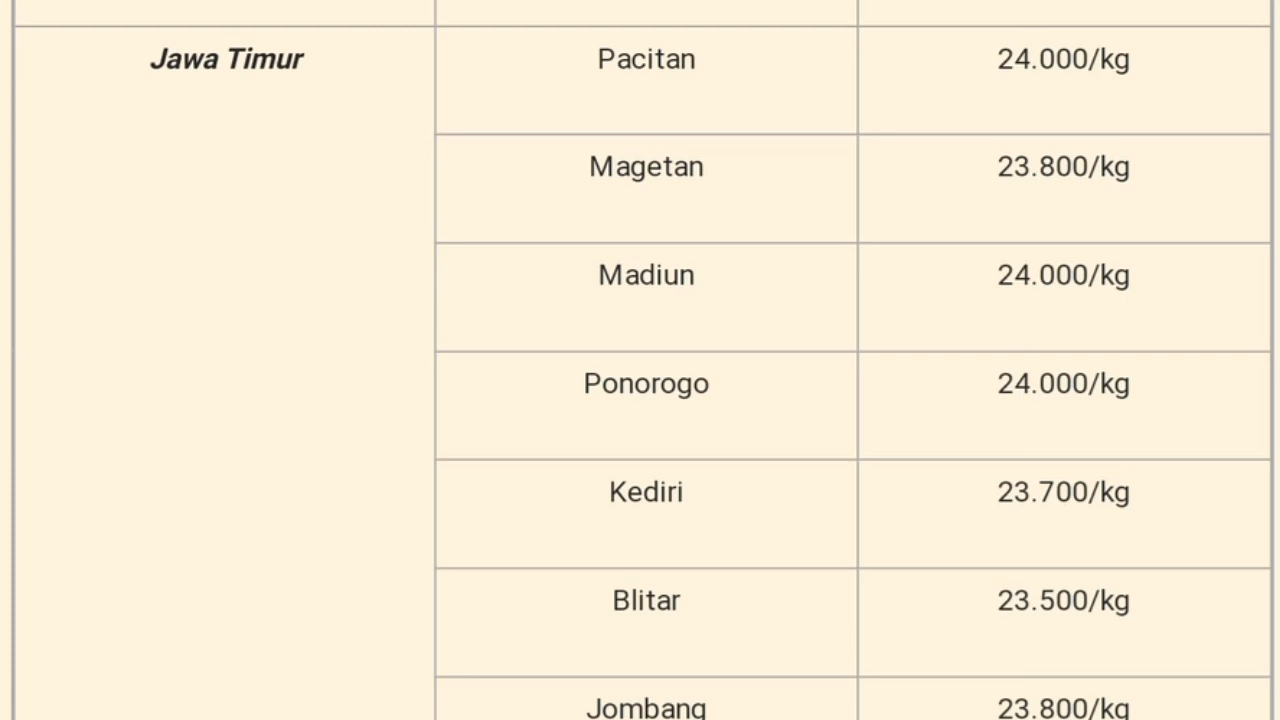 Jawa Timur Pacitan 24.000/kg
Magetan 23.800/kg
Madiun 24.000/kg
Ponorogo 24.000/kg
Kediri 23.700/kg
Blitar 23.500/kg
Jombang 23.800/kg